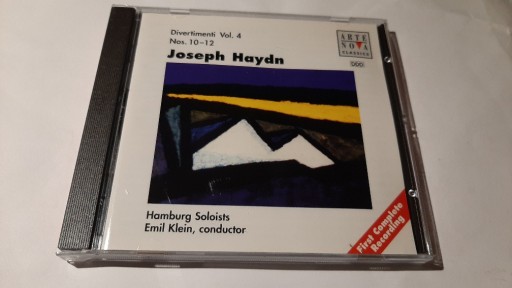 Divertimenti Vol. 4
Nos. 10-12
Joseph Haydn
ARTE
NOVA
CLASSICS
DDD
Hamburg Soloists
Emil Klein, conductor
First Complete
Recording